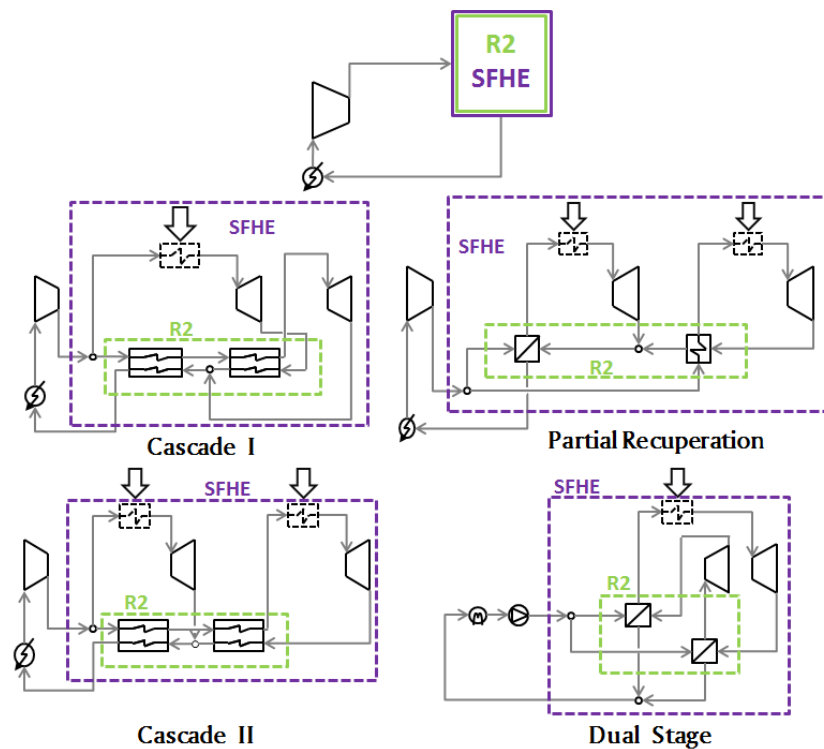 R2
SFHE
SFHE
R2
Cascade I
SFHE
R2
Partial Recuperation
SFHE
R2
Cascade II
SFHE
R2
Dual Stage